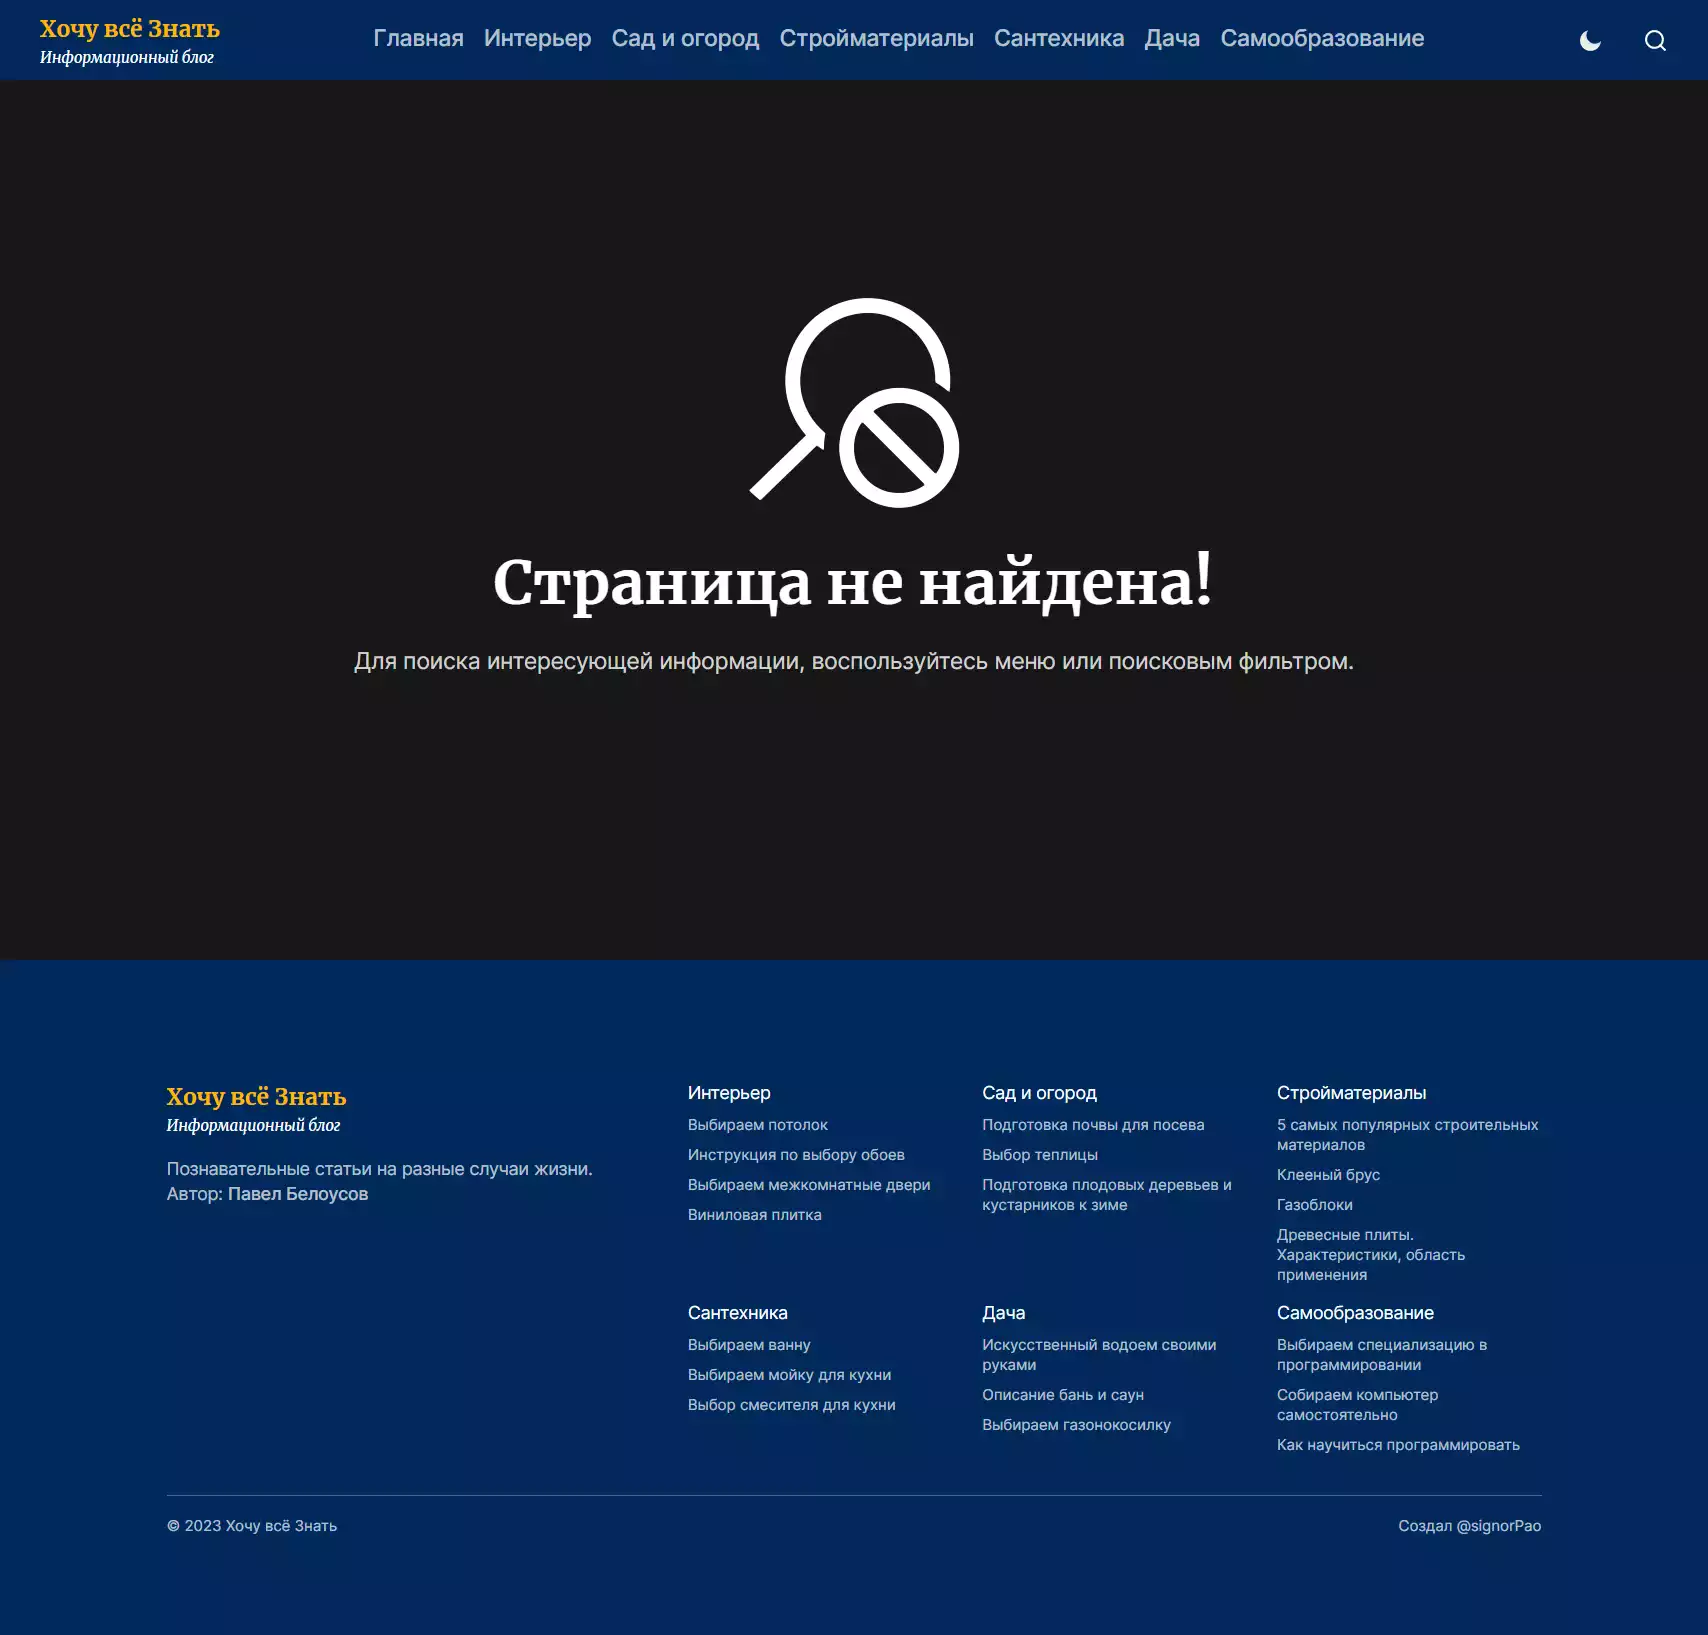 Хочу всё Знать
Информационный блог
Главная Интерьер Сад и огород Стройматериалы Сантехника Дача Самообразование
Страница не найдена!
Для поиска интересующей информации, воспользуйтесь меню или поисковым фильтром.
Хочу всё Знать
Информационный блог
Познавательные статьи на разные случаи жизни.
Автор: Павел Белоусов
Интерьер
Выбираем потолок
Инструкция по выбору обоев
Выбираем межкомнатные двери
Виниловая плитка
Сад и огород
Подготовка почвы для посева
Выбор теплицы
Подготовка плодовых деревьев и
кустарников к зиме
Стройматериалы
5 самых популярных строительных
материалов
Клееный брус
Газоблоки
Древесные плиты.
Характеристики, область
применения
Сантехника
Выбираем ванну
Выбираем мойку для кухни
Выбор смесителя для кухни
Дача
Искусственный водоем своими
руками
Описание бань и саун
Выбираем газонокосилку
Самообразование
Выбираем специализацию в
программировании
Собираем компьютер
самостоятельно
Как научиться программировать
© 2023 Хочу всё Знать
Создал @signorPao